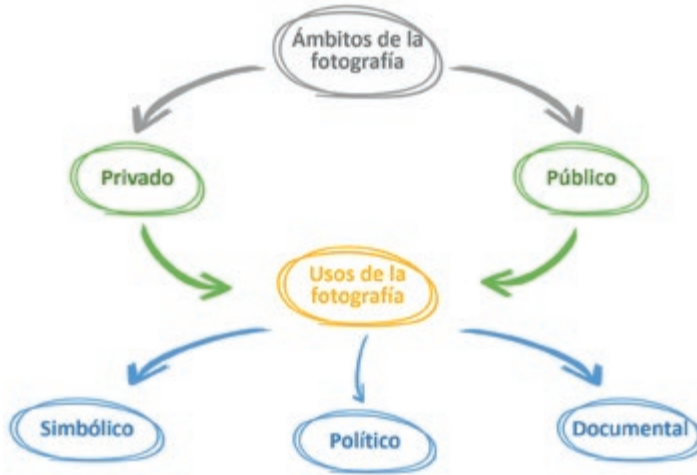 Ámbitos de la
fotografía
Privado
Público
Usos de la
fotografía
Simbólico
Político
Documental